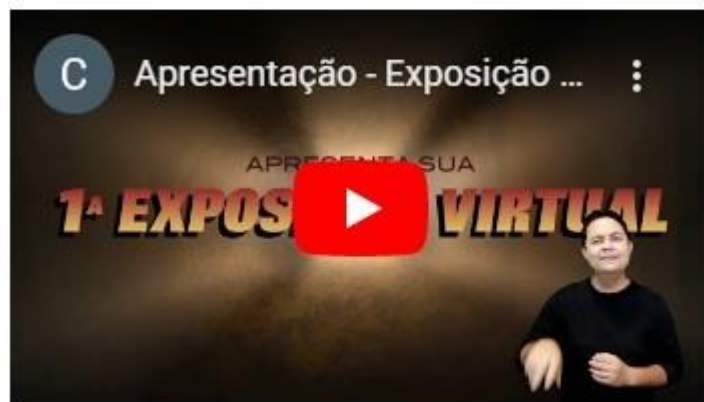 C
Apresentação - Exposição ...
APRESENTA SUA
1ª EXPOS VIRTUAL